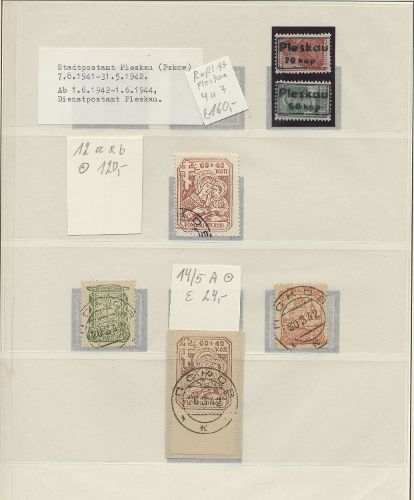 Stadtpostamt Pleskau (Pskow)
7.8.1941-31.5.1942.
Ab 1.6.1942-1.6.1944,
Dienstpostamt Pleskau.
Pleskau
4 u 7
€160,-
Pleskau
20 kop
Pleskau
60 kop
12 a u b
⊙ 120,-
60+40
КОП
14/5 A ⊙
E 24,-
60+40
КОП
ПСКОВ